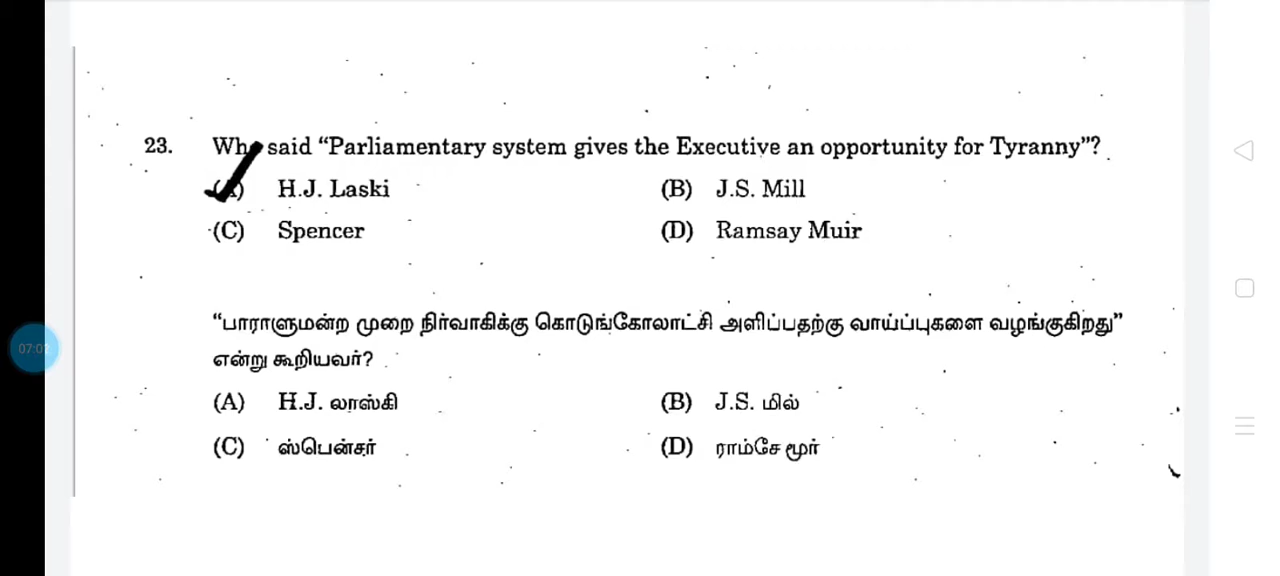 23. Who said “Parliamentary system gives the Executive an opportunity for Tyranny”?
(A) H.J. Laski (B) J.S. Mill
(C) Spencer (D) Ramsay Muir
“பாராளுமன்ற முறை நிர்வாகிக்கு கொடுங்கோலாட்சி அளிப்பதற்கு வாய்ப்புகளை வழங்குகிறது”
என்று கூறியவர்?
07:02
(A) H.J. லாஸ்கி (B) J.S. மில்
(C) ஸ்பென்சர் (D) ராம்சே மூர்